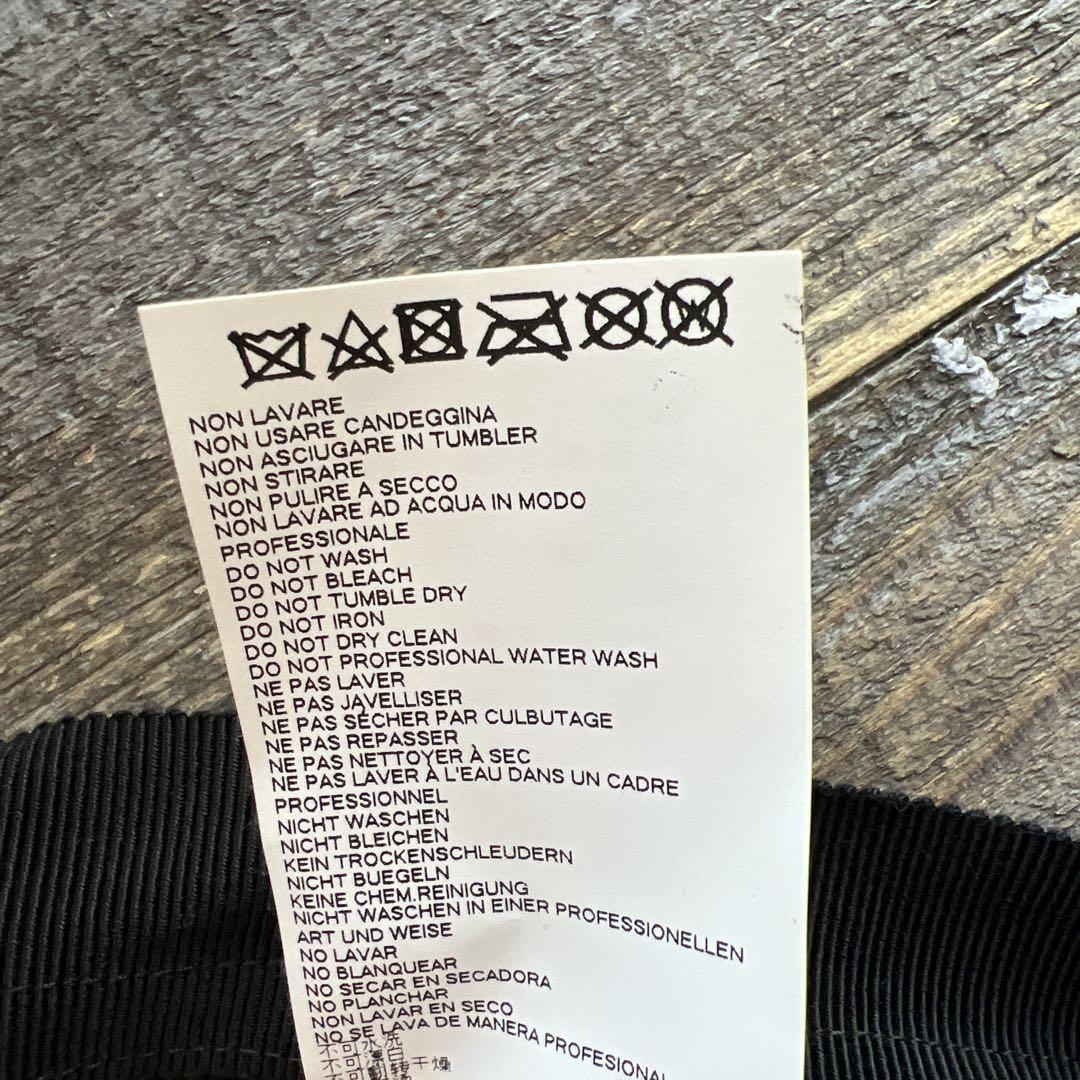 NON LAVARE
NON USARE CANDEGGINA
NON ASCIUGARE IN TUMBLER
NON STIRARE
NON PULIRE A SECCO
NON LAVARE AD ACQUA IN MODO
PROFESSIONALE
DO NOT WASH
DO NOT BLEACH
DO NOT TUMBLE DRY
DO NOT IRON
DO NOT DRY CLEAN
DO NOT PROFESSIONAL WATER WASH
NE PAS LAVER
NE PAS JAVELLISER
NE PAS SÉCHER PAR CULBUTAGE
NE PAS REPASSER
NE PAS NETTOYER À SEC
NE PAS LAVER À L'EAU DANS UN CADRE
PROFESSIONNEL
NICHT WASCHEN
NICHT BLEICHEN
KEIN TROCKENSCHLEUDERN
NICHT BUEGELN
KEINE CHEM.REINIGUNG
NICHT WASCHEN IN EINER PROFESSIONELLEN
ART UND WEISE
NO LAVAR
NO BLANQUEAR
NO SECAR EN SECADORA
NO PLANCHAR
NON LAVAR EN SECO
NO SE LAVA DE MANERA PROFESIONAL
不可水洗
不可漂白